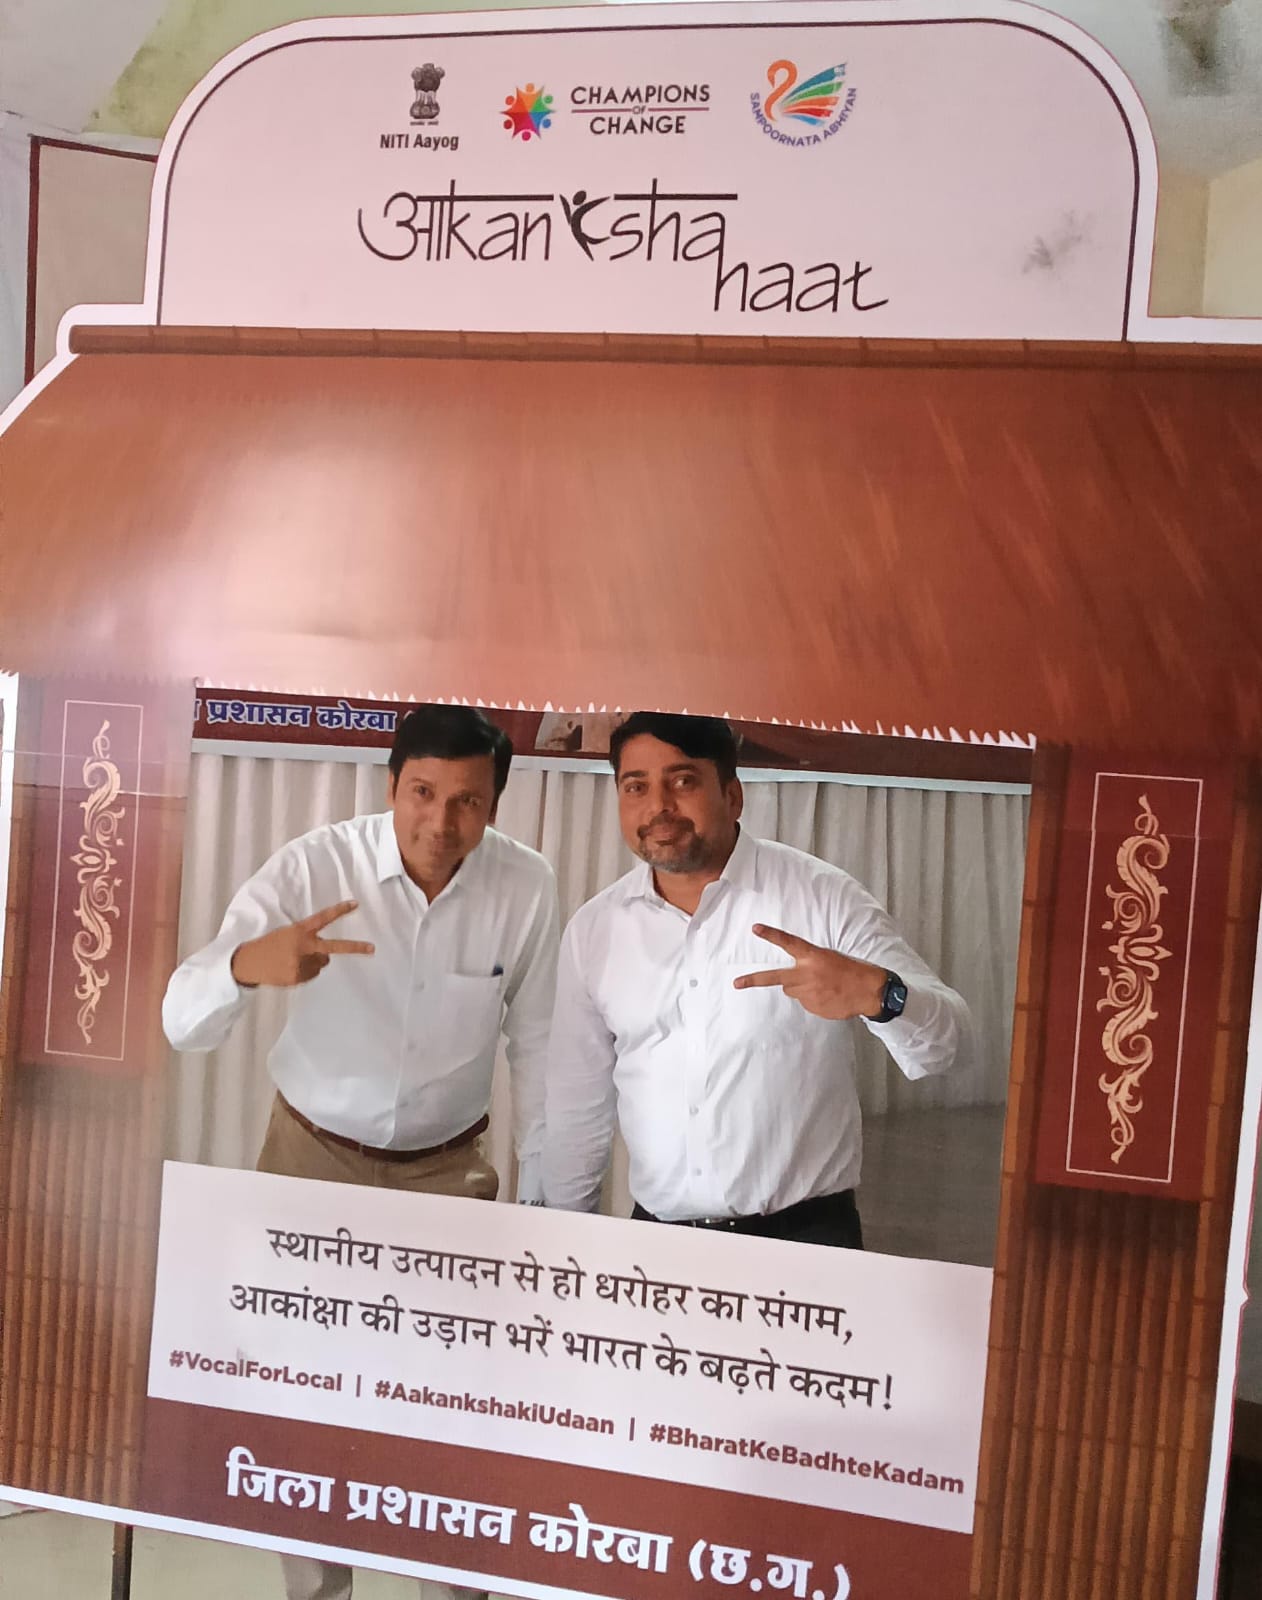 NITI Aayog
CHAMPIONS
OF
CHANGE
SAMPOORNATA ABHIYAN
आkanksha
haat
प्रशासन कोरबा
स्थानीय उत्पादन से हो धरोहर का संगम,
आकांक्षा की उड़ान भरें भारत के बढ़ते कदम!
#VocalForLocal | #AakankshakiUdaan | #BharatKeBadhteKadam
जिला प्रशासन कोरबा (छ.ग.)